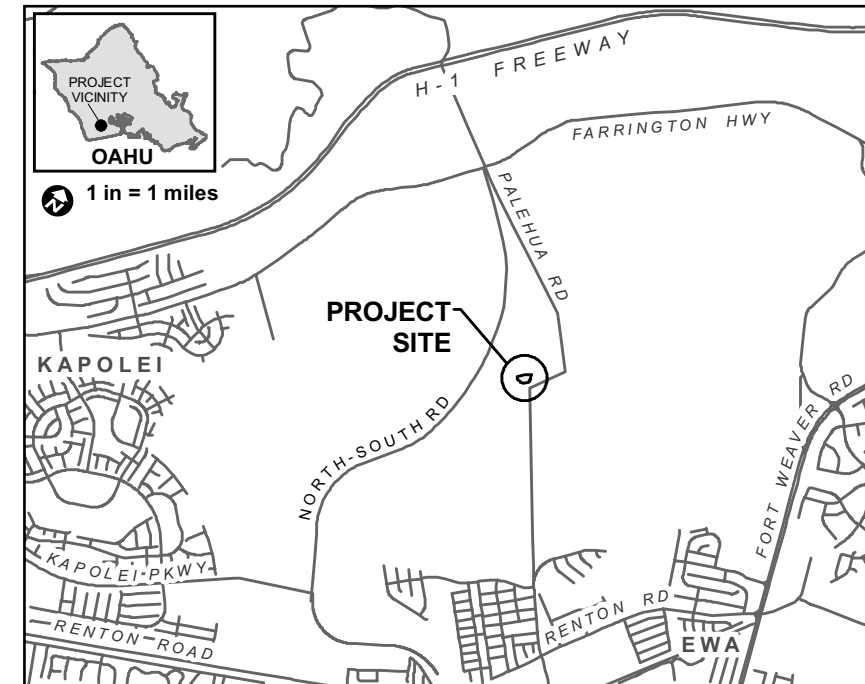 PROJECT
VICINITY
OAHU
1 in = 1 miles
H-1 FREEWAY
FARRINGTON HWY
PALEHUA RD
PROJECT
SITE
KAPOLEI
NORTH-SOUTH RD
FORT WEAVER RD
KAPOLEI PKWY
RENTON ROAD
RENTON RD
EWA